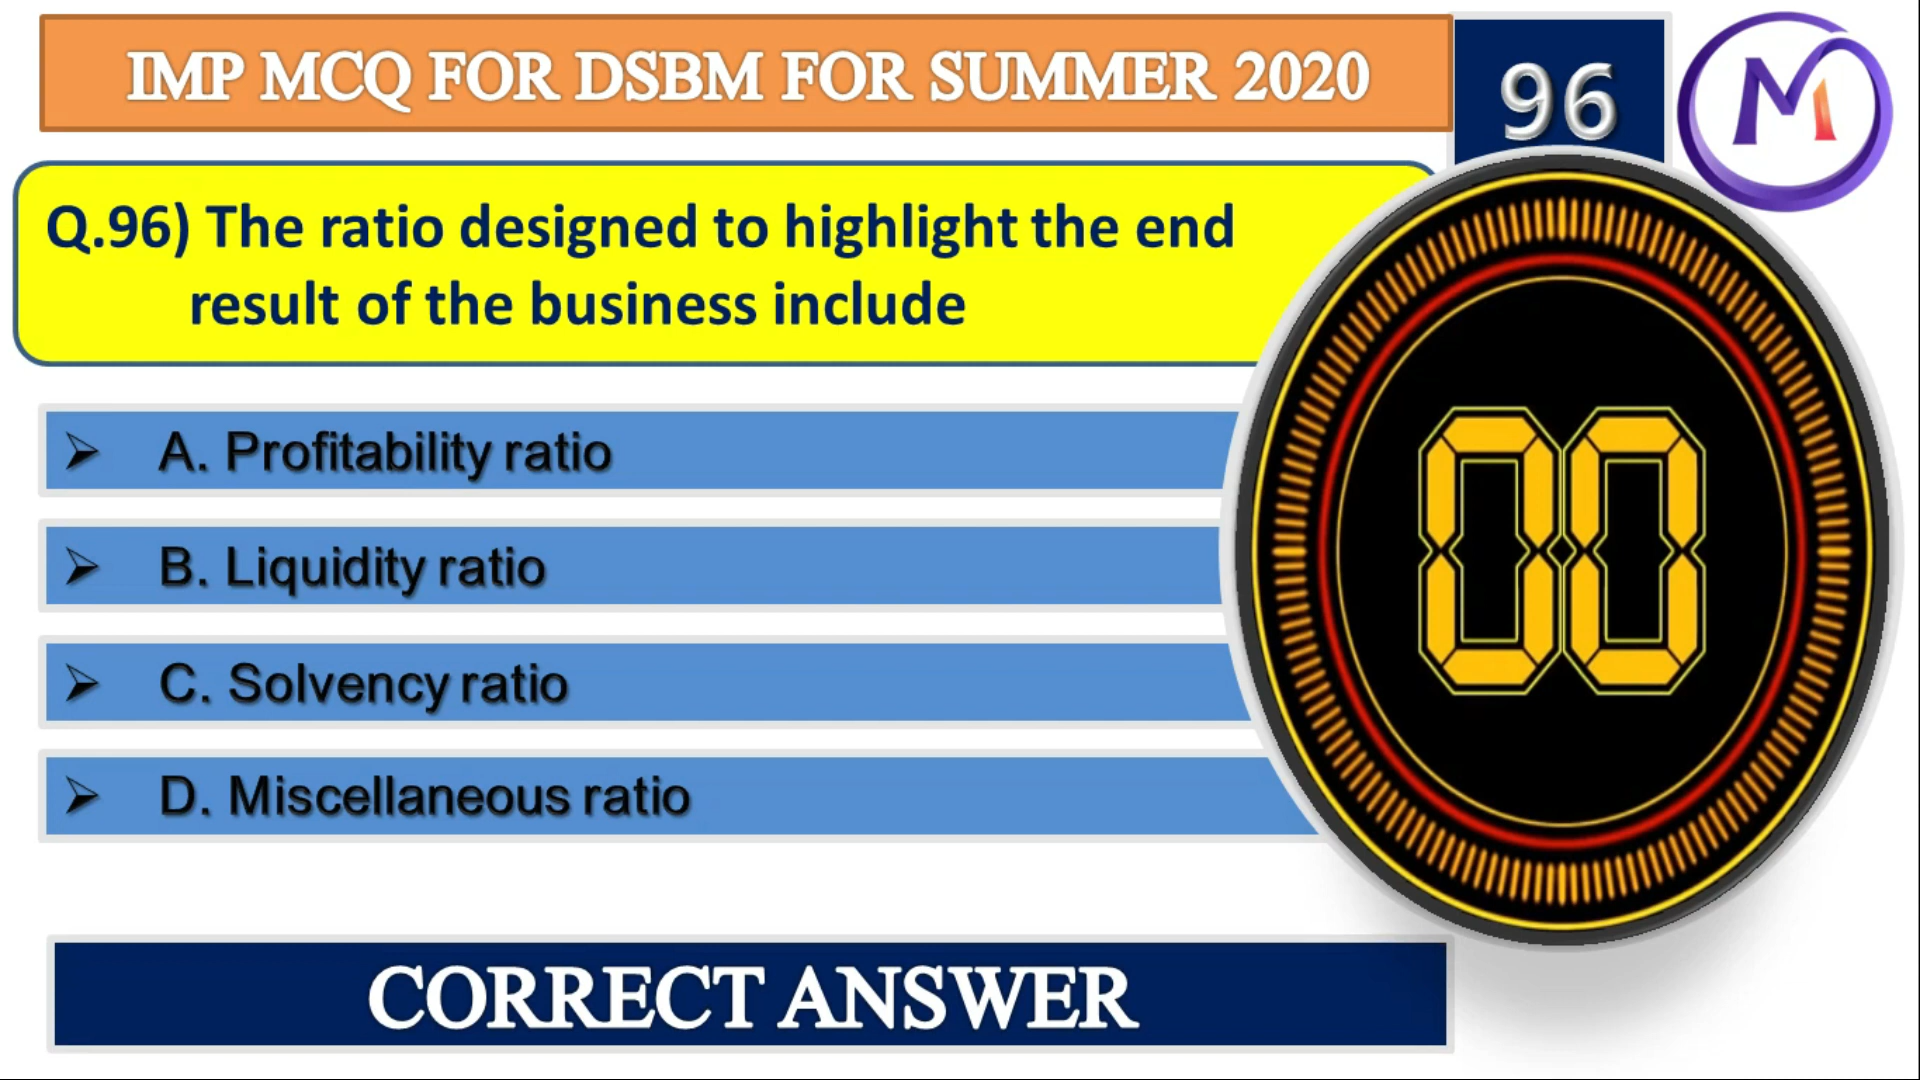 IMP MCQ FOR DSBM FOR SUMMER 2020
96
M
Q.96) The ratio designed to highlight the end
result of the business include
➢ A. Profitability ratio
➢ B. Liquidity ratio
➢ C. Solvency ratio
➢ D. Miscellaneous ratio
00
CORRECT ANSWER